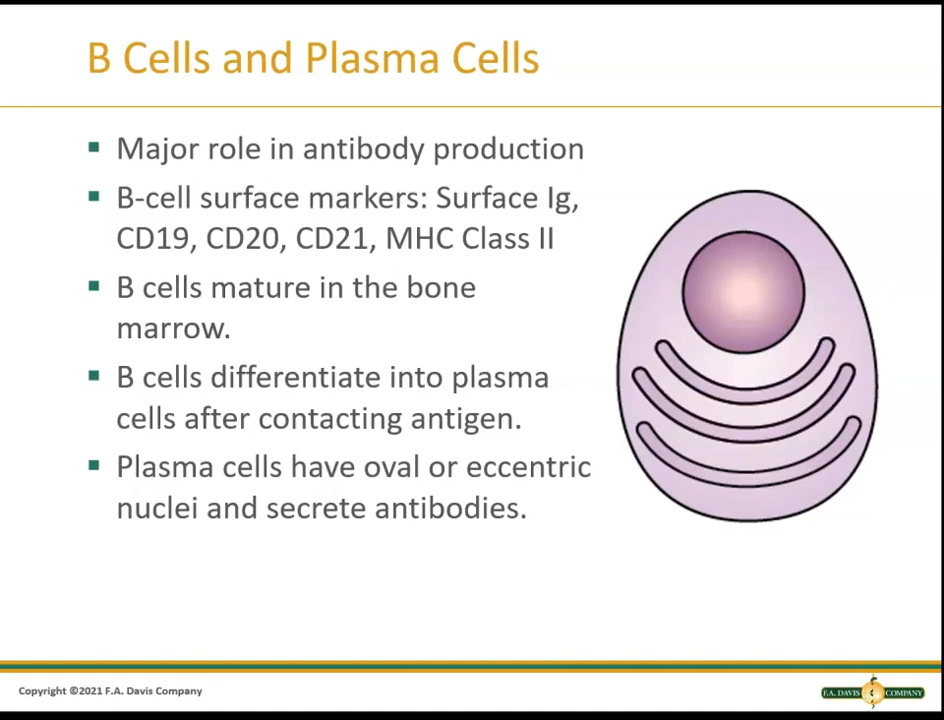 B Cells and Plasma Cells
▪ Major role in antibody production
▪ B-cell surface markers: Surface Ig,
CD19, CD20, CD21, MHC Class II
▪ B cells mature in the bone
marrow.
▪ B cells differentiate into plasma
cells after contacting antigen.
▪ Plasma cells have oval or eccentric
nuclei and secrete antibodies.
Copyright ©2021 F.A. Davis Company
F.A. DAVIS COMPANY